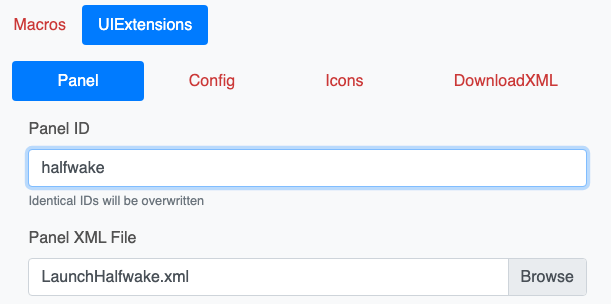 Macros UIExtensions
Panel Config Icons DownloadXML
Panel ID
halfwake
Identical IDs will be overwritten
Panel XML File
LaunchHalfwake.xml Browse